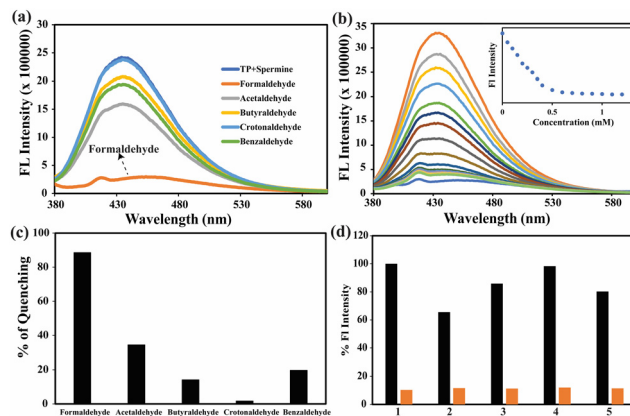 (a)
FL Intensity (x 100000)
30
25
20
15
10
5
0
TP+Spermine
Formaldehyde
Acetaldehyde
Butyraldehyde
Crotonaldehyde
Benzaldehyde
Formaldehyde
380 430 480 530 580
Wavelength (nm)
(b)
FL Intensity (x 100000)
35
30
25
20
15
10
5
0
Fl Intensity
0 0.5 1
Concentration (mM)
380 430 480 530 580
Wavelength (nm)
(c)
% of Quenching
100
80
60
40
20
0
Formaldehyde Acetaldehyde Butyraldehyde Crotonaldehyde Benzaldehyde
(d)
% Fl Intensity
120
100
80
60
40
20
0
1 2 3 4 5